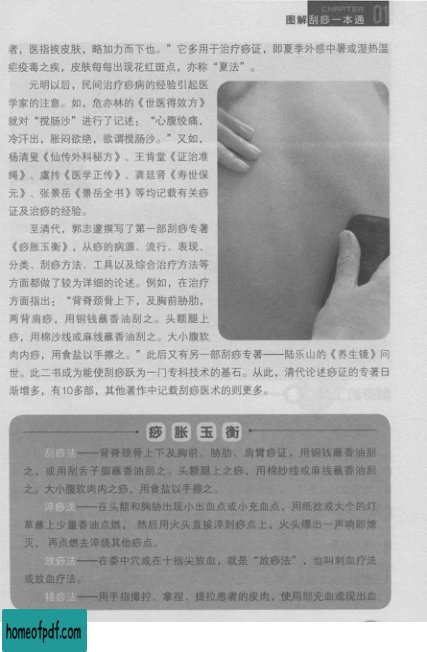 CHAPTER
图解刮痧一本通 01
者，医指挨皮肤，略加力而下也。”它多用于治疗痧证，即夏季外感中暑或湿热温
疟疫毒之疾，皮肤每每出现花红斑点，亦称“夏法”。
元明以后，民间治疗痧病的经验引起医
学家的注意。如，危亦林的《世医得效方》
就对“搅肠沙”进行了记述：“心腹绞痛，
冷汗出，胀闷欲绝，欲谓搅肠沙。”又如，
杨清叟《仙传外科秘方》、王肯堂《证治准
绳》、虞抟《医学正传》、龚廷贤《寿世保
元》、张景岳《景岳全书》等均记载有关痧
证及治痧的经验。
至清代，郭志邃撰写了第一部刮痧专著
《痧胀玉衡》，从痧的病源、流行、表现、
分类、刮痧方法、工具以及综合治疗方法等
方面都做了较为详细的论述。例如，在治疗
方面指出：“背脊颈骨上下，及胸前胁肋，
两背肩痧，用铜钱蘸香油刮之。头额腿上
痧，用棉沙线或麻线蘸香油刮之。大小腹软
肉内痧，用食盐以手擦之。”此后又有另一部刮痧专著——陆乐山的《养生镜》问
世。此二书成为能使刮痧跃为一门专科技术的基石。从此，清代论述痧证的专著日
渐增多，有10多部，其他著作中记载刮痧医术的则更多。
痧胀玉衡
刮痧法——背脊颈骨上下及胸前、胁肋、肩臂痧证，用铜钱蘸香油刮
之，或用刮舌子脚蘸香油刮之。头额腿上之痧，用棉纱线或麻线蘸香油刮
之。大小腹软肉内之痧，用食盐以手擦之。
淬痧法——在头额和胸胁出现小出血点或小充血点，用纸捻或大个的灯
草蘸上少量香油点燃，然后用火头直接淬到痧点上，火头爆出一声响即熄
灭，再点燃去淬烧其他痧点。
放痧法——在委中穴或在十指尖放血，就是“放痧法”，也叫刺血疗法
或放血疗法。
搓痧法——用手指撮拧、拿捏、提拉患者的皮肉，使局部充血或现出血
homeofpdf.com